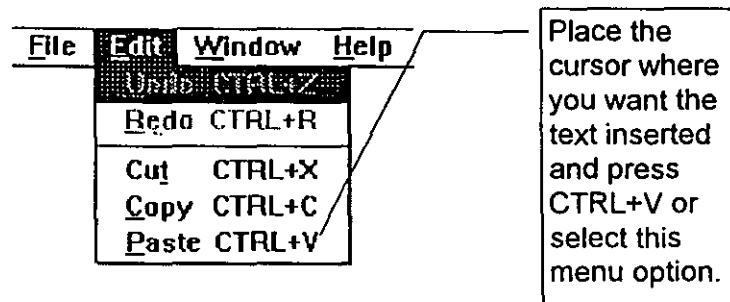 File Edit Window Help
Undo CTRL+Z
Redo CTRL+R
Cut CTRL+X
Copy CTRL+C
Paste CTRL+V
Place the
cursor where
you want the
text inserted
and press
CTRL+V or
select this
menu option.